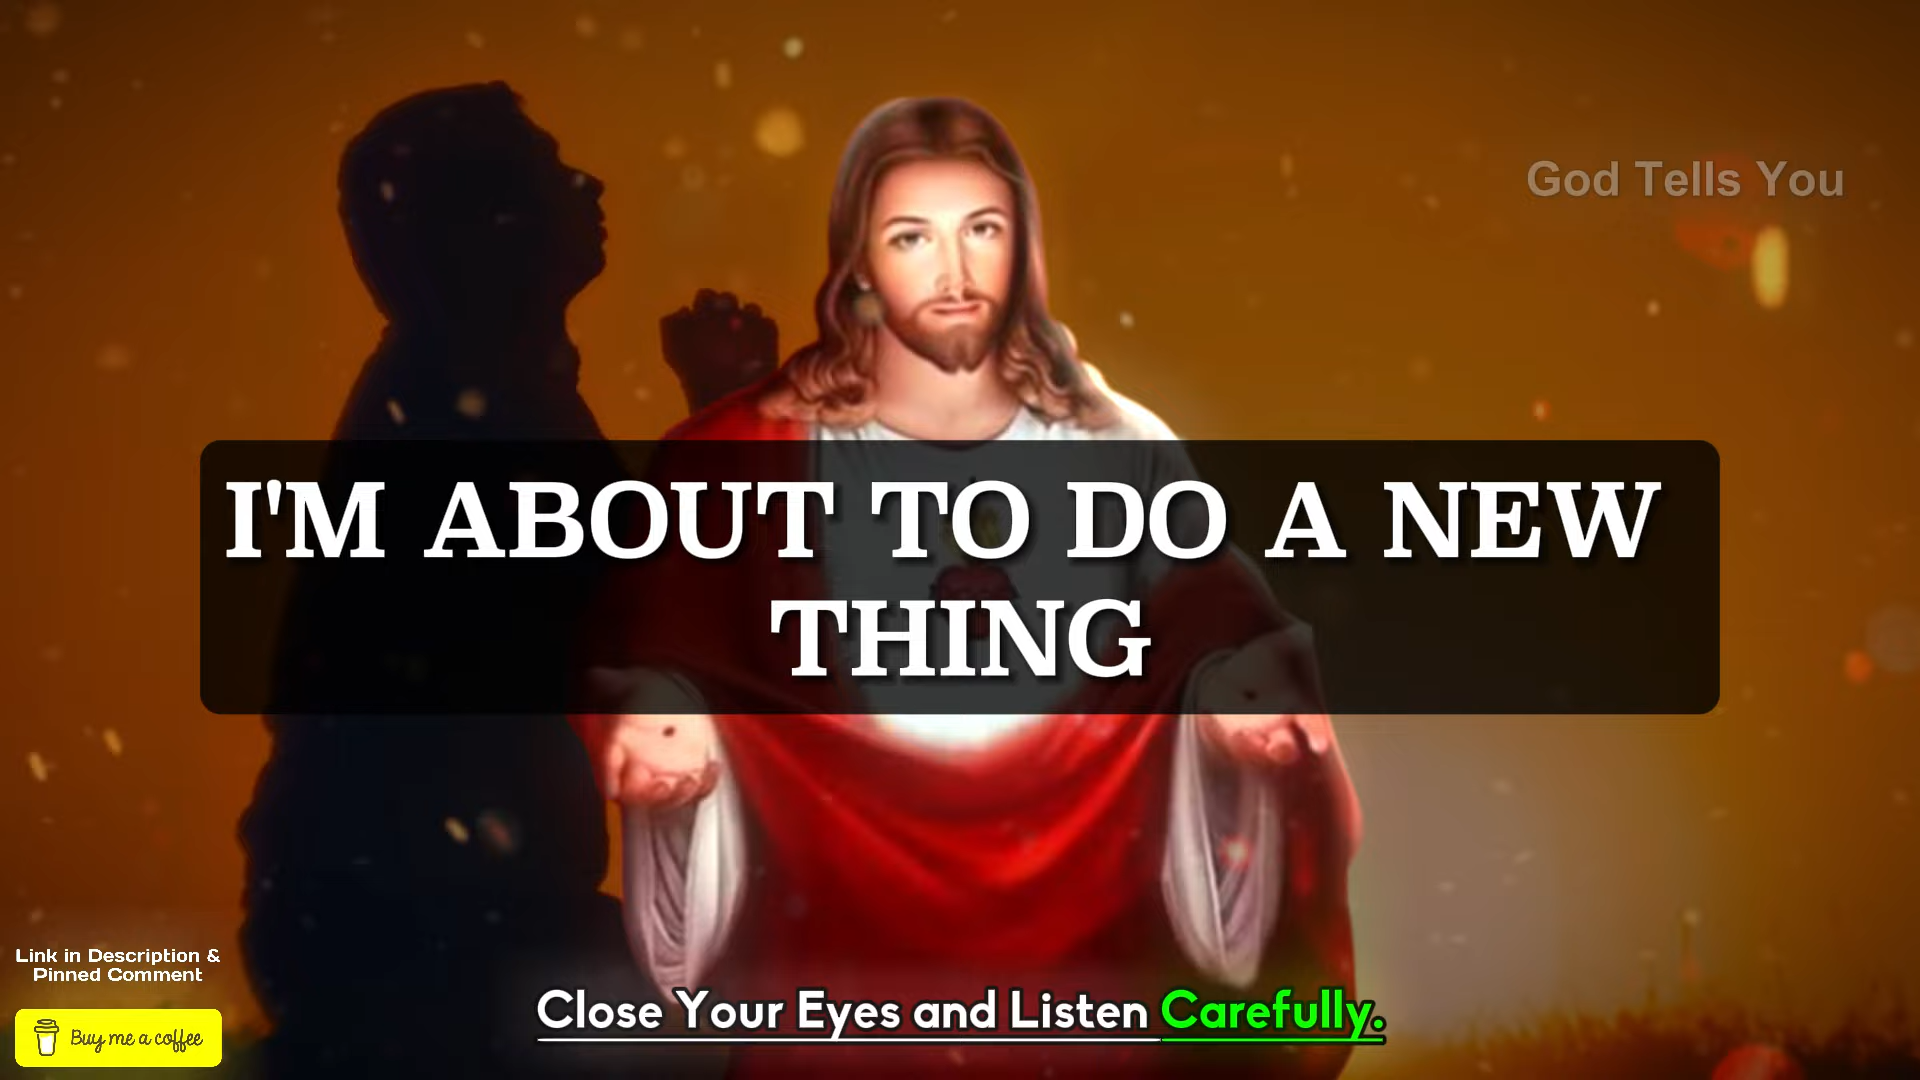 God Tells You
I'M ABOUT TO DO A NEW
THING
Link in Description &
Pinned Comment
Buy me a coffee
Close Your Eyes and Listen Carefully.